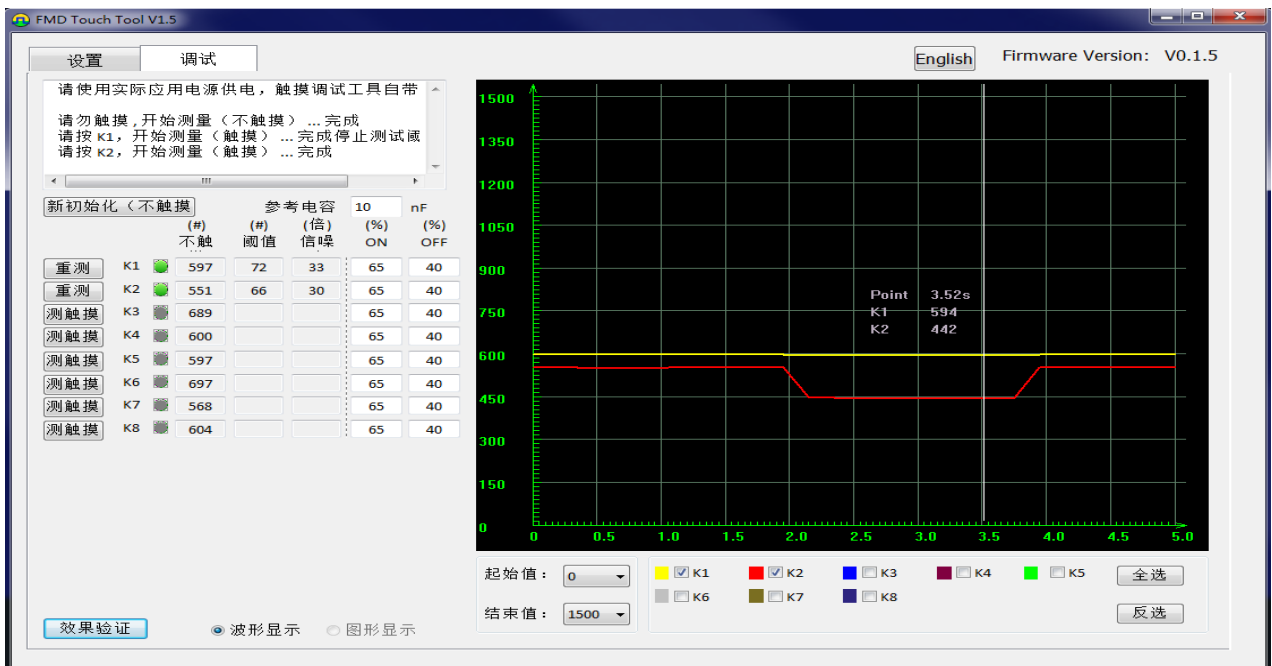 FMD Touch Tool V1.5
设置 调试 English Firmware Version: V0.1.5
请使用实际应用电源供电，触摸调试工具自带
请勿触摸,开始测量（不触摸）...完成
请按K1，开始测量（触摸）...完成停止测试阈
请按K2，开始测量（触摸）...完成
新初始化（不触摸 参考电容 10 nF
(#) (#) (倍) (%) (%)
不触 阈值 信噪 ON OFF
重测 K1 597 72 33 65 40
重测 K2 551 66 30 65 40
测触摸 K3 689 65 40
测触摸 K4 600 65 40
测触摸 K5 597 65 40
测触摸 K6 697 65 40
测触摸 K7 568 65 40
测触摸 K8 604 65 40
效果验证 波形显示 图形显示
1500
1350
1200
1050
900
750
600
450
300
150
0
Point 3.52s
K1 594
K2 442
0 0.5 1.0 1.5 2.0 2.5 3.0 3.5 4.0 4.5 5.0
起始值： 0 K1 K2 K3 K4 K5 全选
K6 K7 K8
结束值： 1500 反选